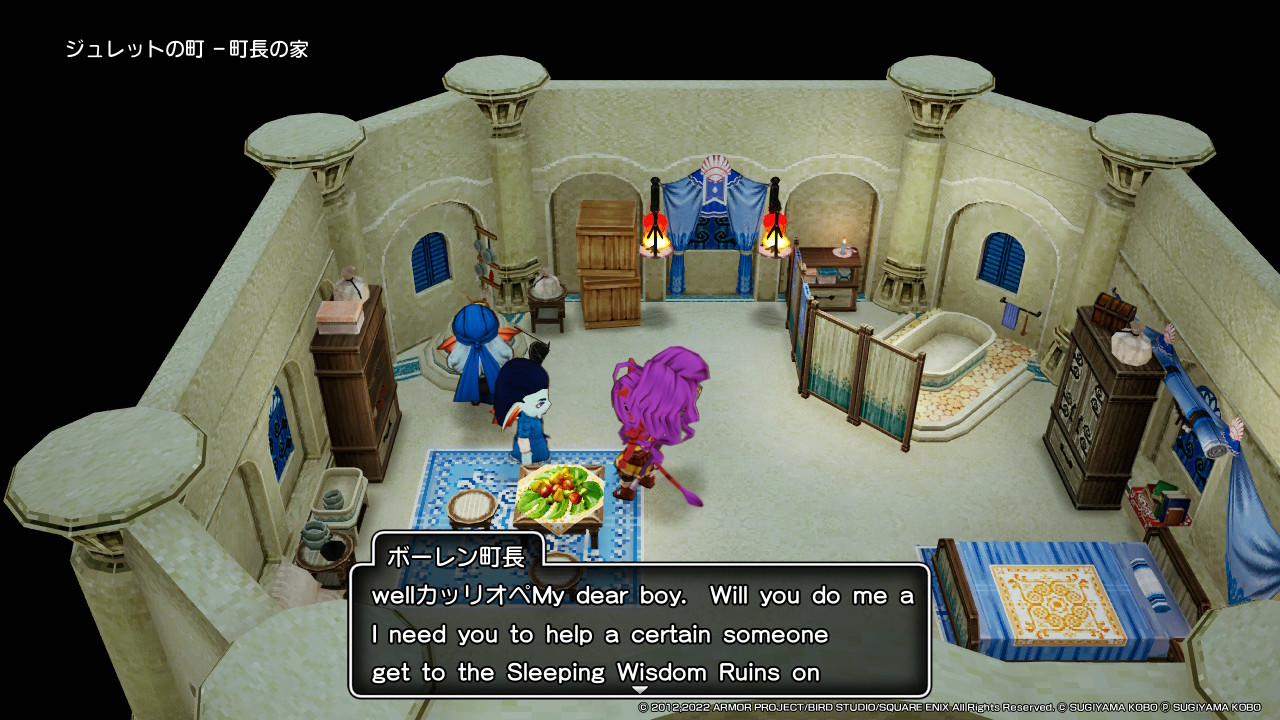 ジュレットの町 －町長の家
ボーレン町長
wellカッリオペMy dear boy.  Will you do me a
I need you to help a certain someone
get to the Sleeping Wisdom Ruins on
© 2012,2022 ARMOR PROJECT/BIRD STUDIO/SQUARE ENIX All Rights Reserved. © SUGIYAMA KOBO ℗ SUGIYAMA KOBO